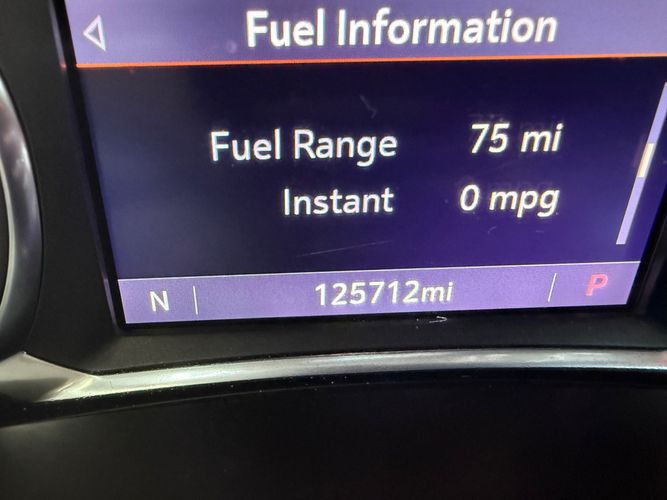 Fuel Information
Fuel Range 75 mi
Instant 0 mpg
N 125712mi P